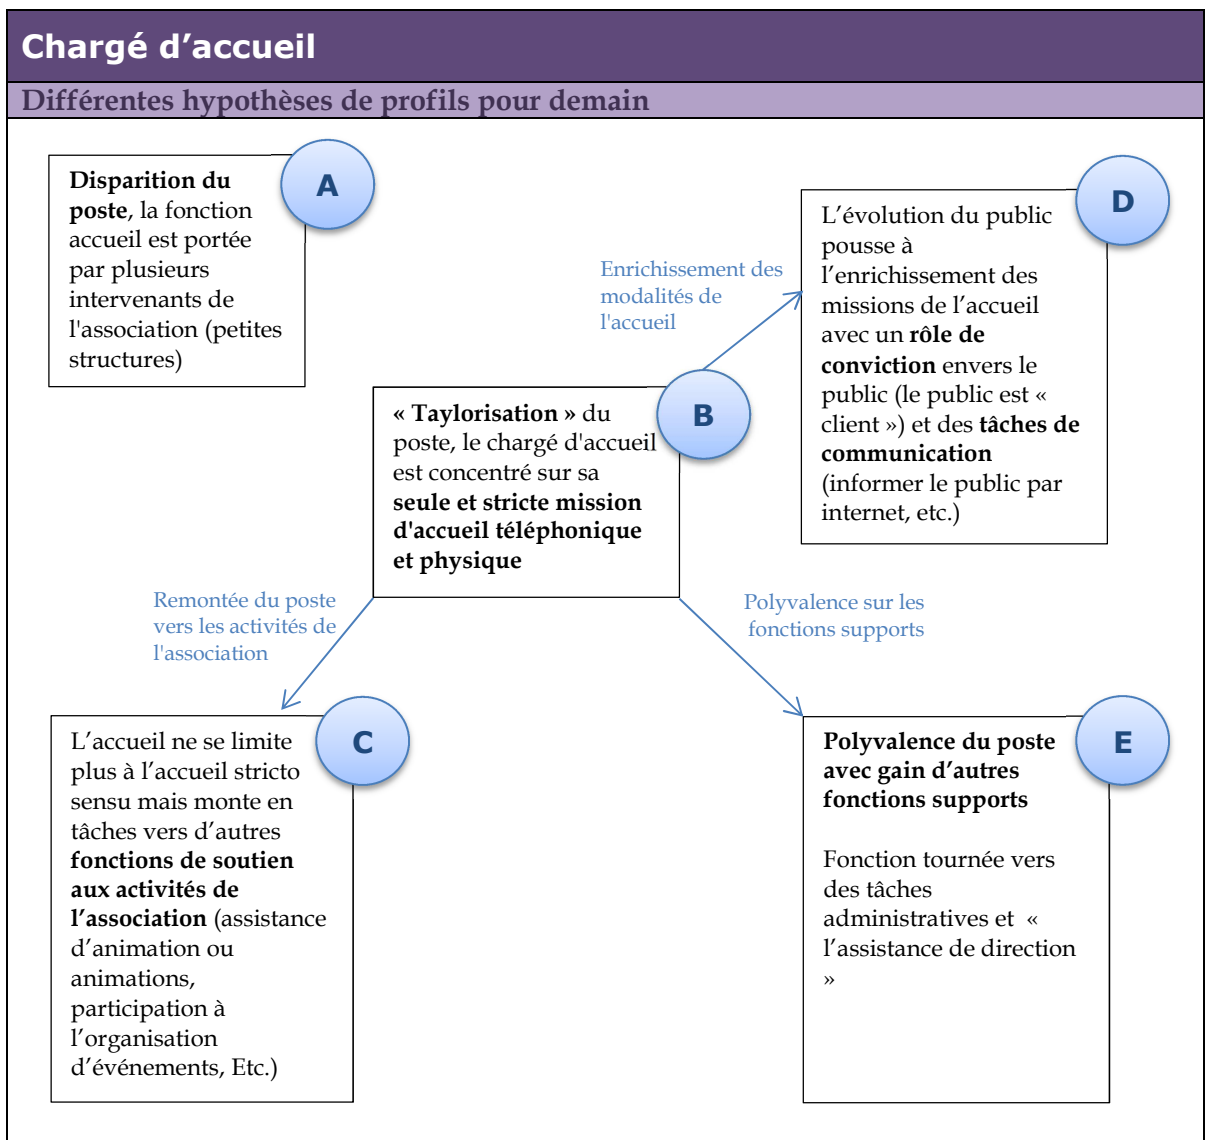 Chargé d’accueil
Différentes hypothèses de profils pour demain
A
Disparition du
poste, la fonction
accueil est portée
par plusieurs
intervenants de
l'association (petites
structures)
D
L’évolution du public
pousse à
l’enrichissement des
missions de l’accueil
avec un rôle de
conviction envers le
public (le public est «
client ») et des tâches de
communication
(informer le public par
internet, etc.)
Enrichissement des
modalités de
l'accueil
B
« Taylorisation » du
poste, le chargé d'accueil
est concentré sur sa
seule et stricte mission
d'accueil téléphonique
et physique
Remontée du poste
vers les activités de
l'association
Polyvalence sur les
fonctions supports
C
L’accueil ne se limite
plus à l’accueil stricto
sensu mais monte en
tâches vers d’autres
fonctions de soutien
aux activités de
l’association (assistance
d’animation ou
animations,
participation à
l’organisation
d’événements, Etc.)
E
Polyvalence du poste
avec gain d’autres
fonctions supports
Fonction tournée vers
des tâches
administratives et «
l’assistance de direction
»